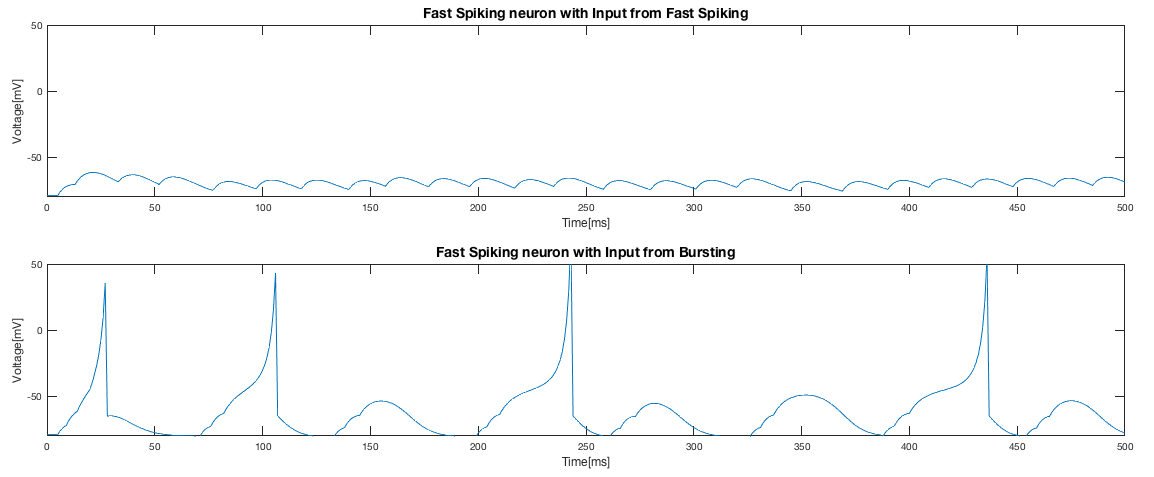 Fast Spiking neuron with Input from Fast Spiking
50
0
-50
Voltage[mV]
0 50 100 150 200 250 300 350 400 450 500
Time[ms]
Fast Spiking neuron with Input from Bursting
50
0
-50
Voltage[mV]
0 50 100 150 200 250 300 350 400 450 500
Time[ms]